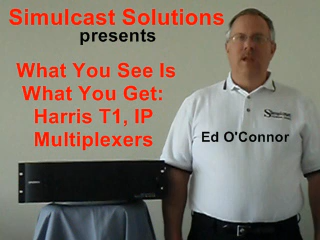 Simulcast Solutions
presents
What You See Is
What You Get:
Harris T1, IP
Multiplexers
Ed O'Connor